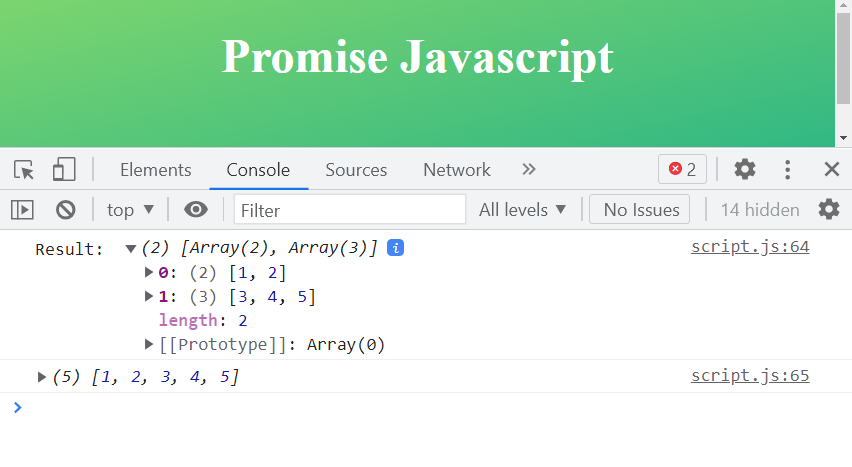 Promise Javascript
Elements Console Sources Network » 2
top ▼ Filter All levels ▼ No Issues 14 hidden
Result: ▼ (2) [Array(2), Array(3)] i script.js:64
▶ 0: (2) [1, 2]
▶ 1: (3) [3, 4, 5]
length: 2
▶ [[Prototype]]: Array(0)
▶ (5) [1, 2, 3, 4, 5] script.js:65
>